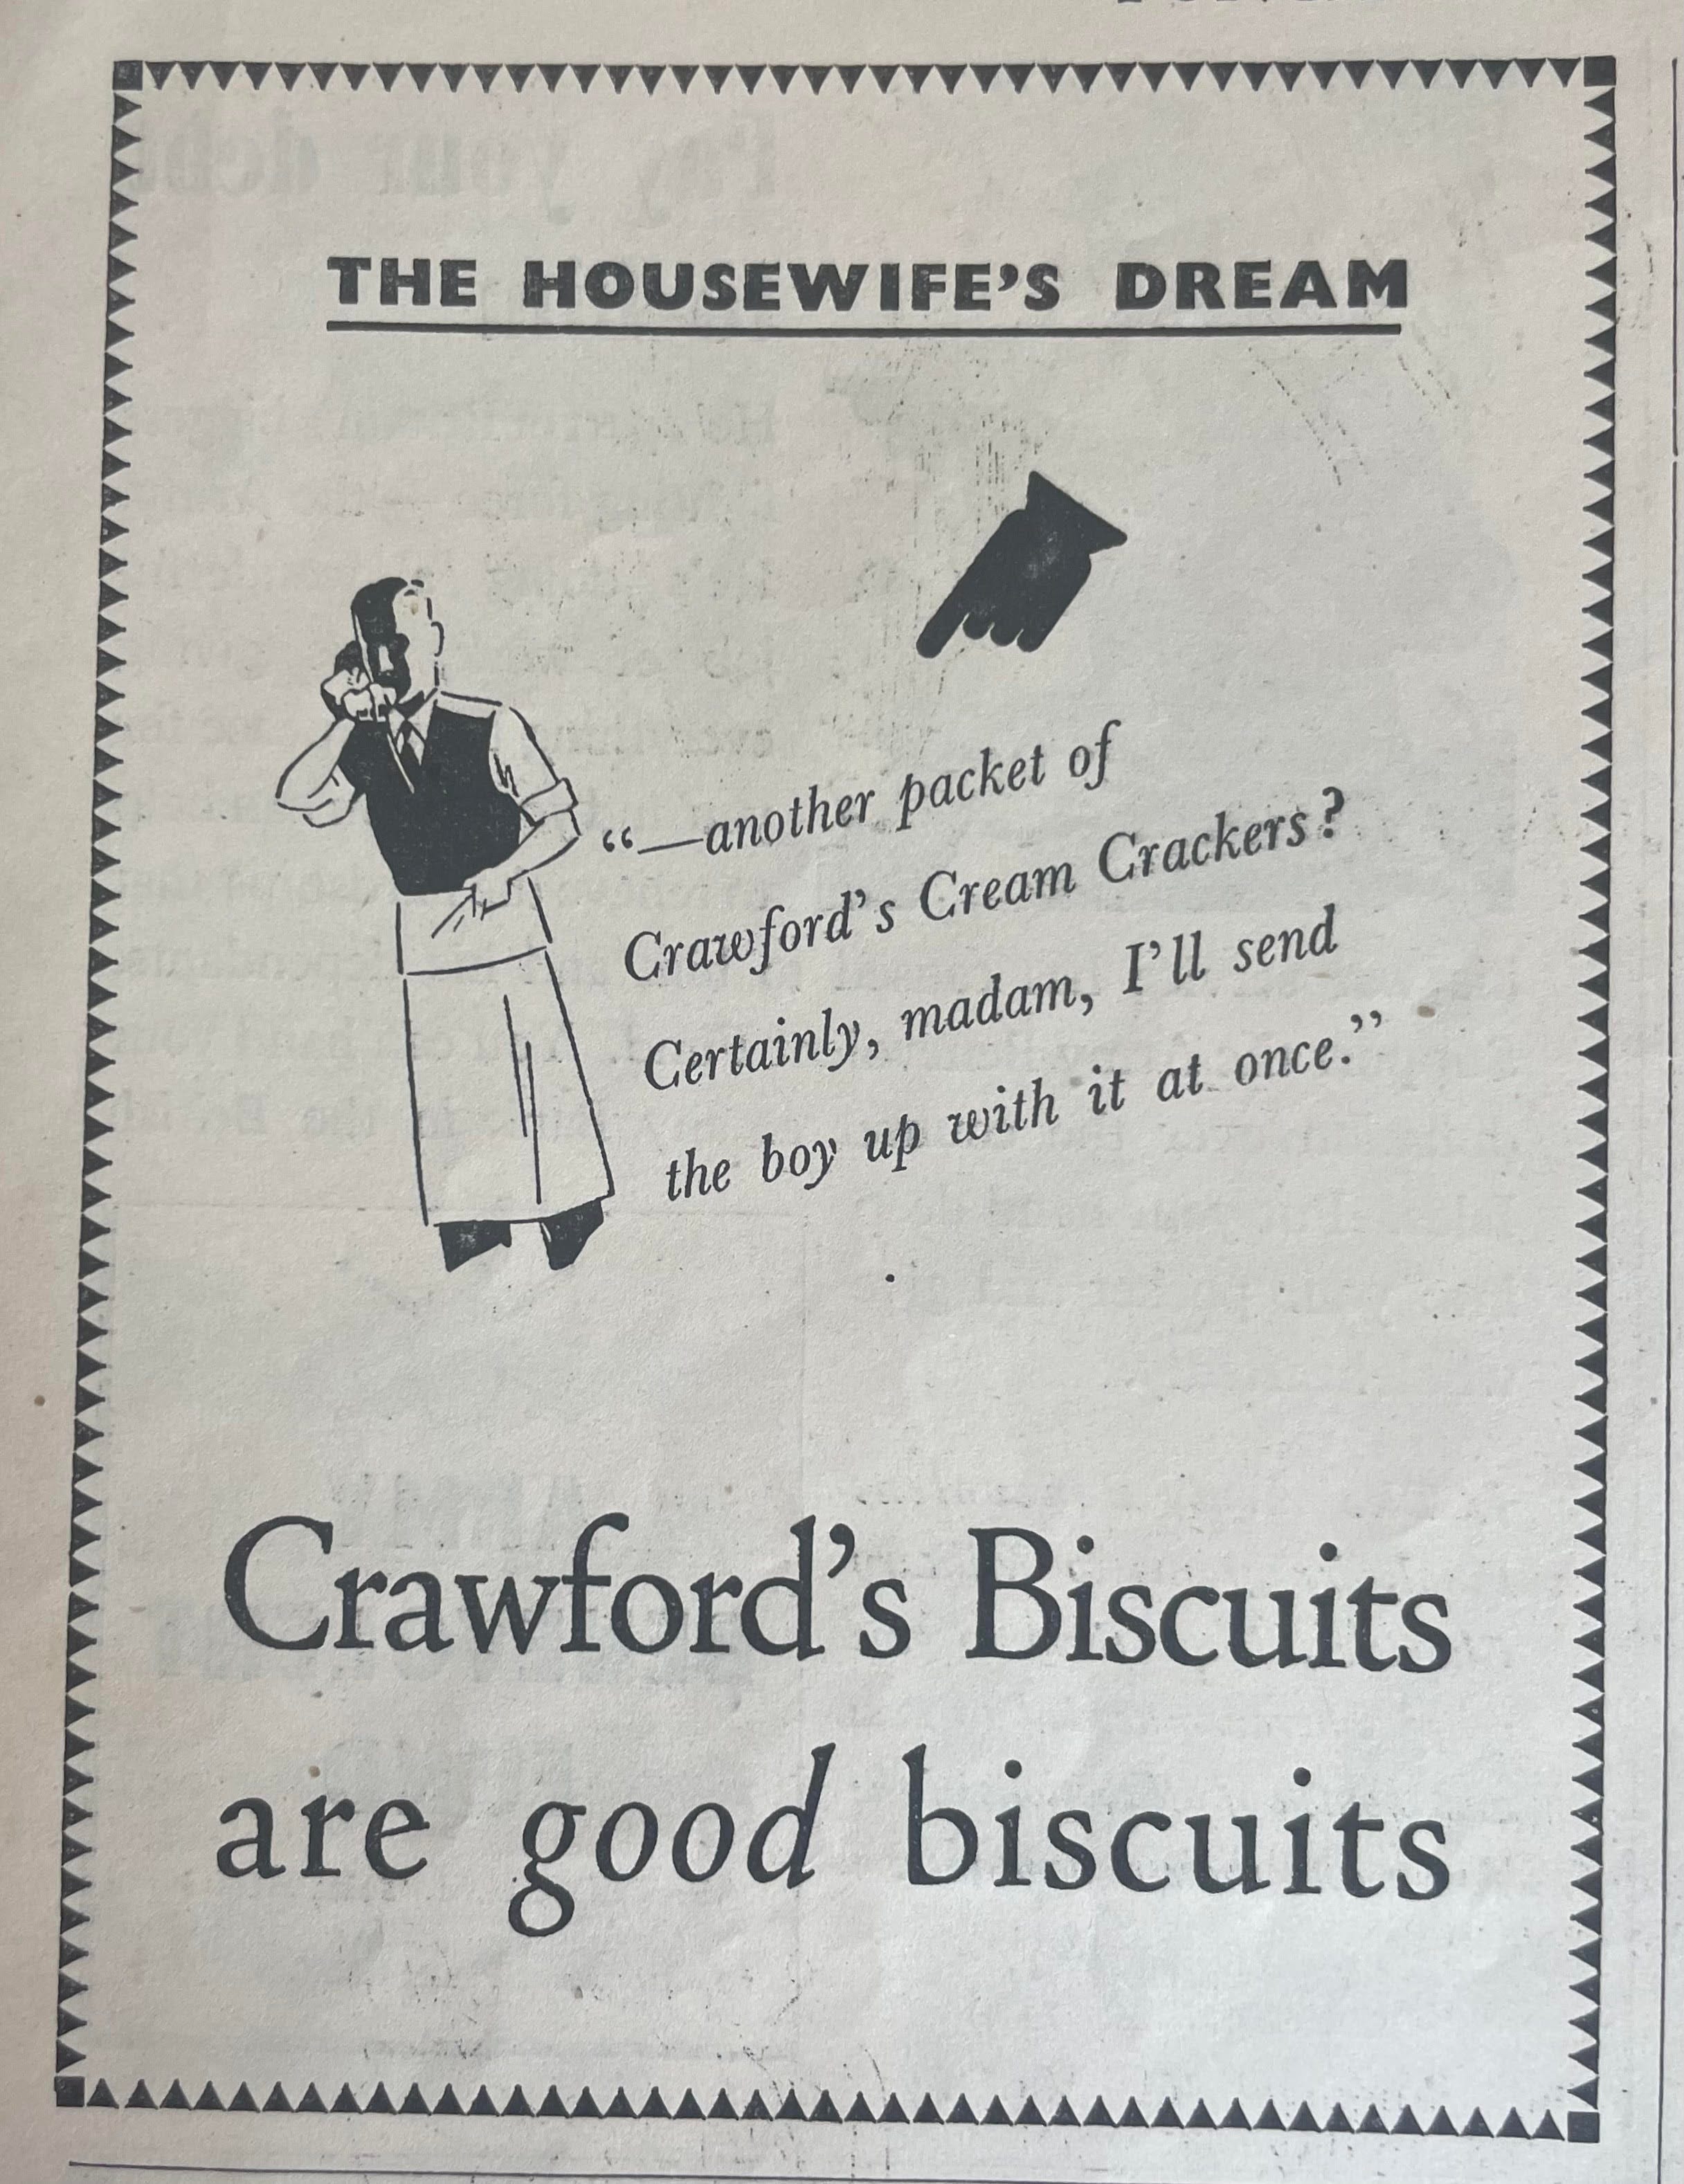 THE HOUSEWIFE'S DREAM
“—another packet of
Crawford's Cream Crackers?
Certainly, madam, I'll send
the boy up with it at once.”
Crawford's Biscuits
are good biscuits